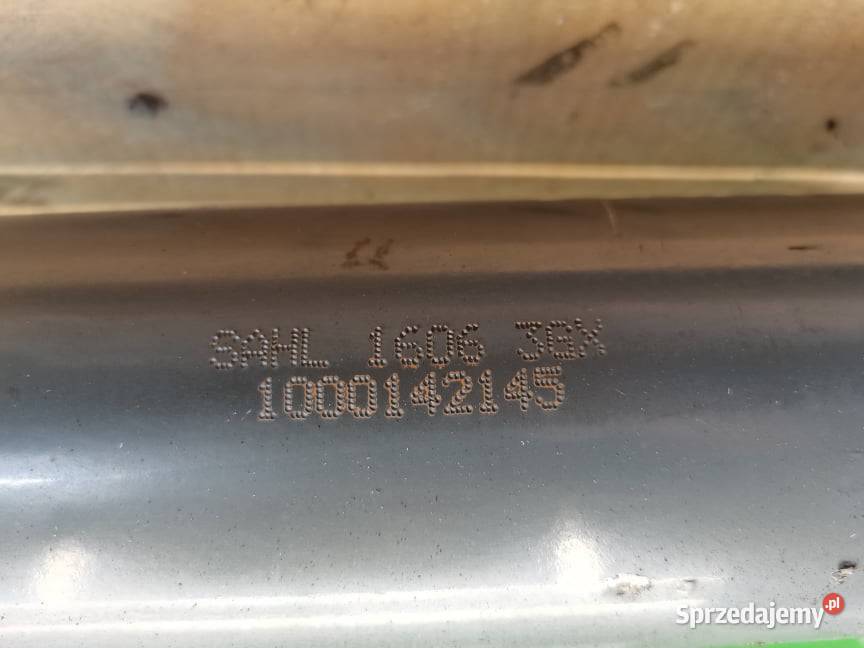 SAHL 1606 3GX
1000142145
Sprzedajemy.pl